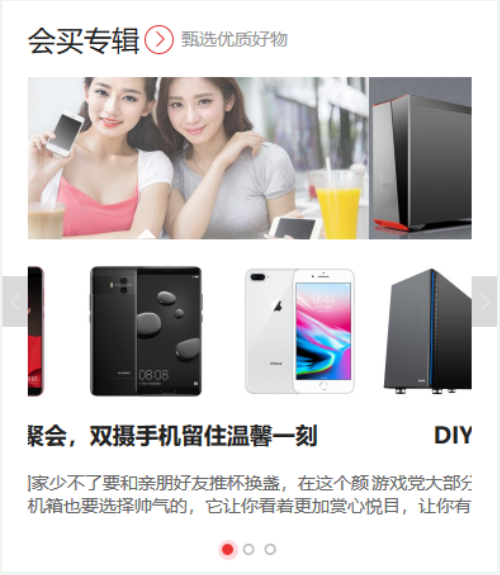 会买专辑 甄选优质好物
08:08
9:41
iPhone
聚会，双摄手机留住温馨一刻 DIY
家少不了要和亲朋好友推杯换盏，在这个颜 游戏党大部分
机箱也要选择帅气的，它让你看着更加赏心悦目，让你有